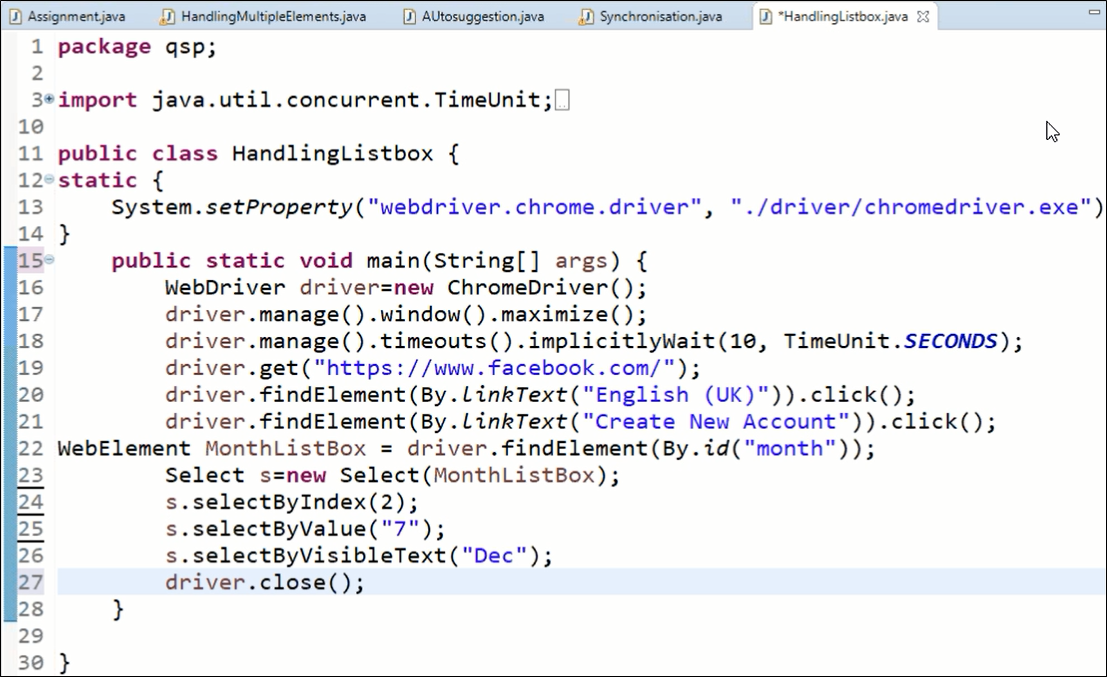 Assignment.java HandlingMultipleElements.java AUtosuggestion.java Synchronisation.java *HandlingListbox.java
1 package qsp;
2
3 import java.util.concurrent.TimeUnit;
10
11 public class HandlingListbox {
12 static {
13 System.setProperty("webdriver.chrome.driver", "./driver/chromedriver.exe")
14 }
15 public static void main(String[] args) {
16 WebDriver driver=new ChromeDriver();
17 driver.manage().window().maximize();
18 driver.manage().timeouts().implicitlyWait(10, TimeUnit.SECONDS);
19 driver.get("https://www.facebook.com/");
20 driver.findElement(By.linkText("English (UK)")).click();
21 driver.findElement(By.linkText("Create New Account")).click();
22 WebElement MonthListBox = driver.findElement(By.id("month"));
23 Select s=new Select(MonthListBox);
24 s.selectByIndex(2);
25 s.selectByValue("7");
26 s.selectByVisibleText("Dec");
27 driver.close();
28 }
29
30 }